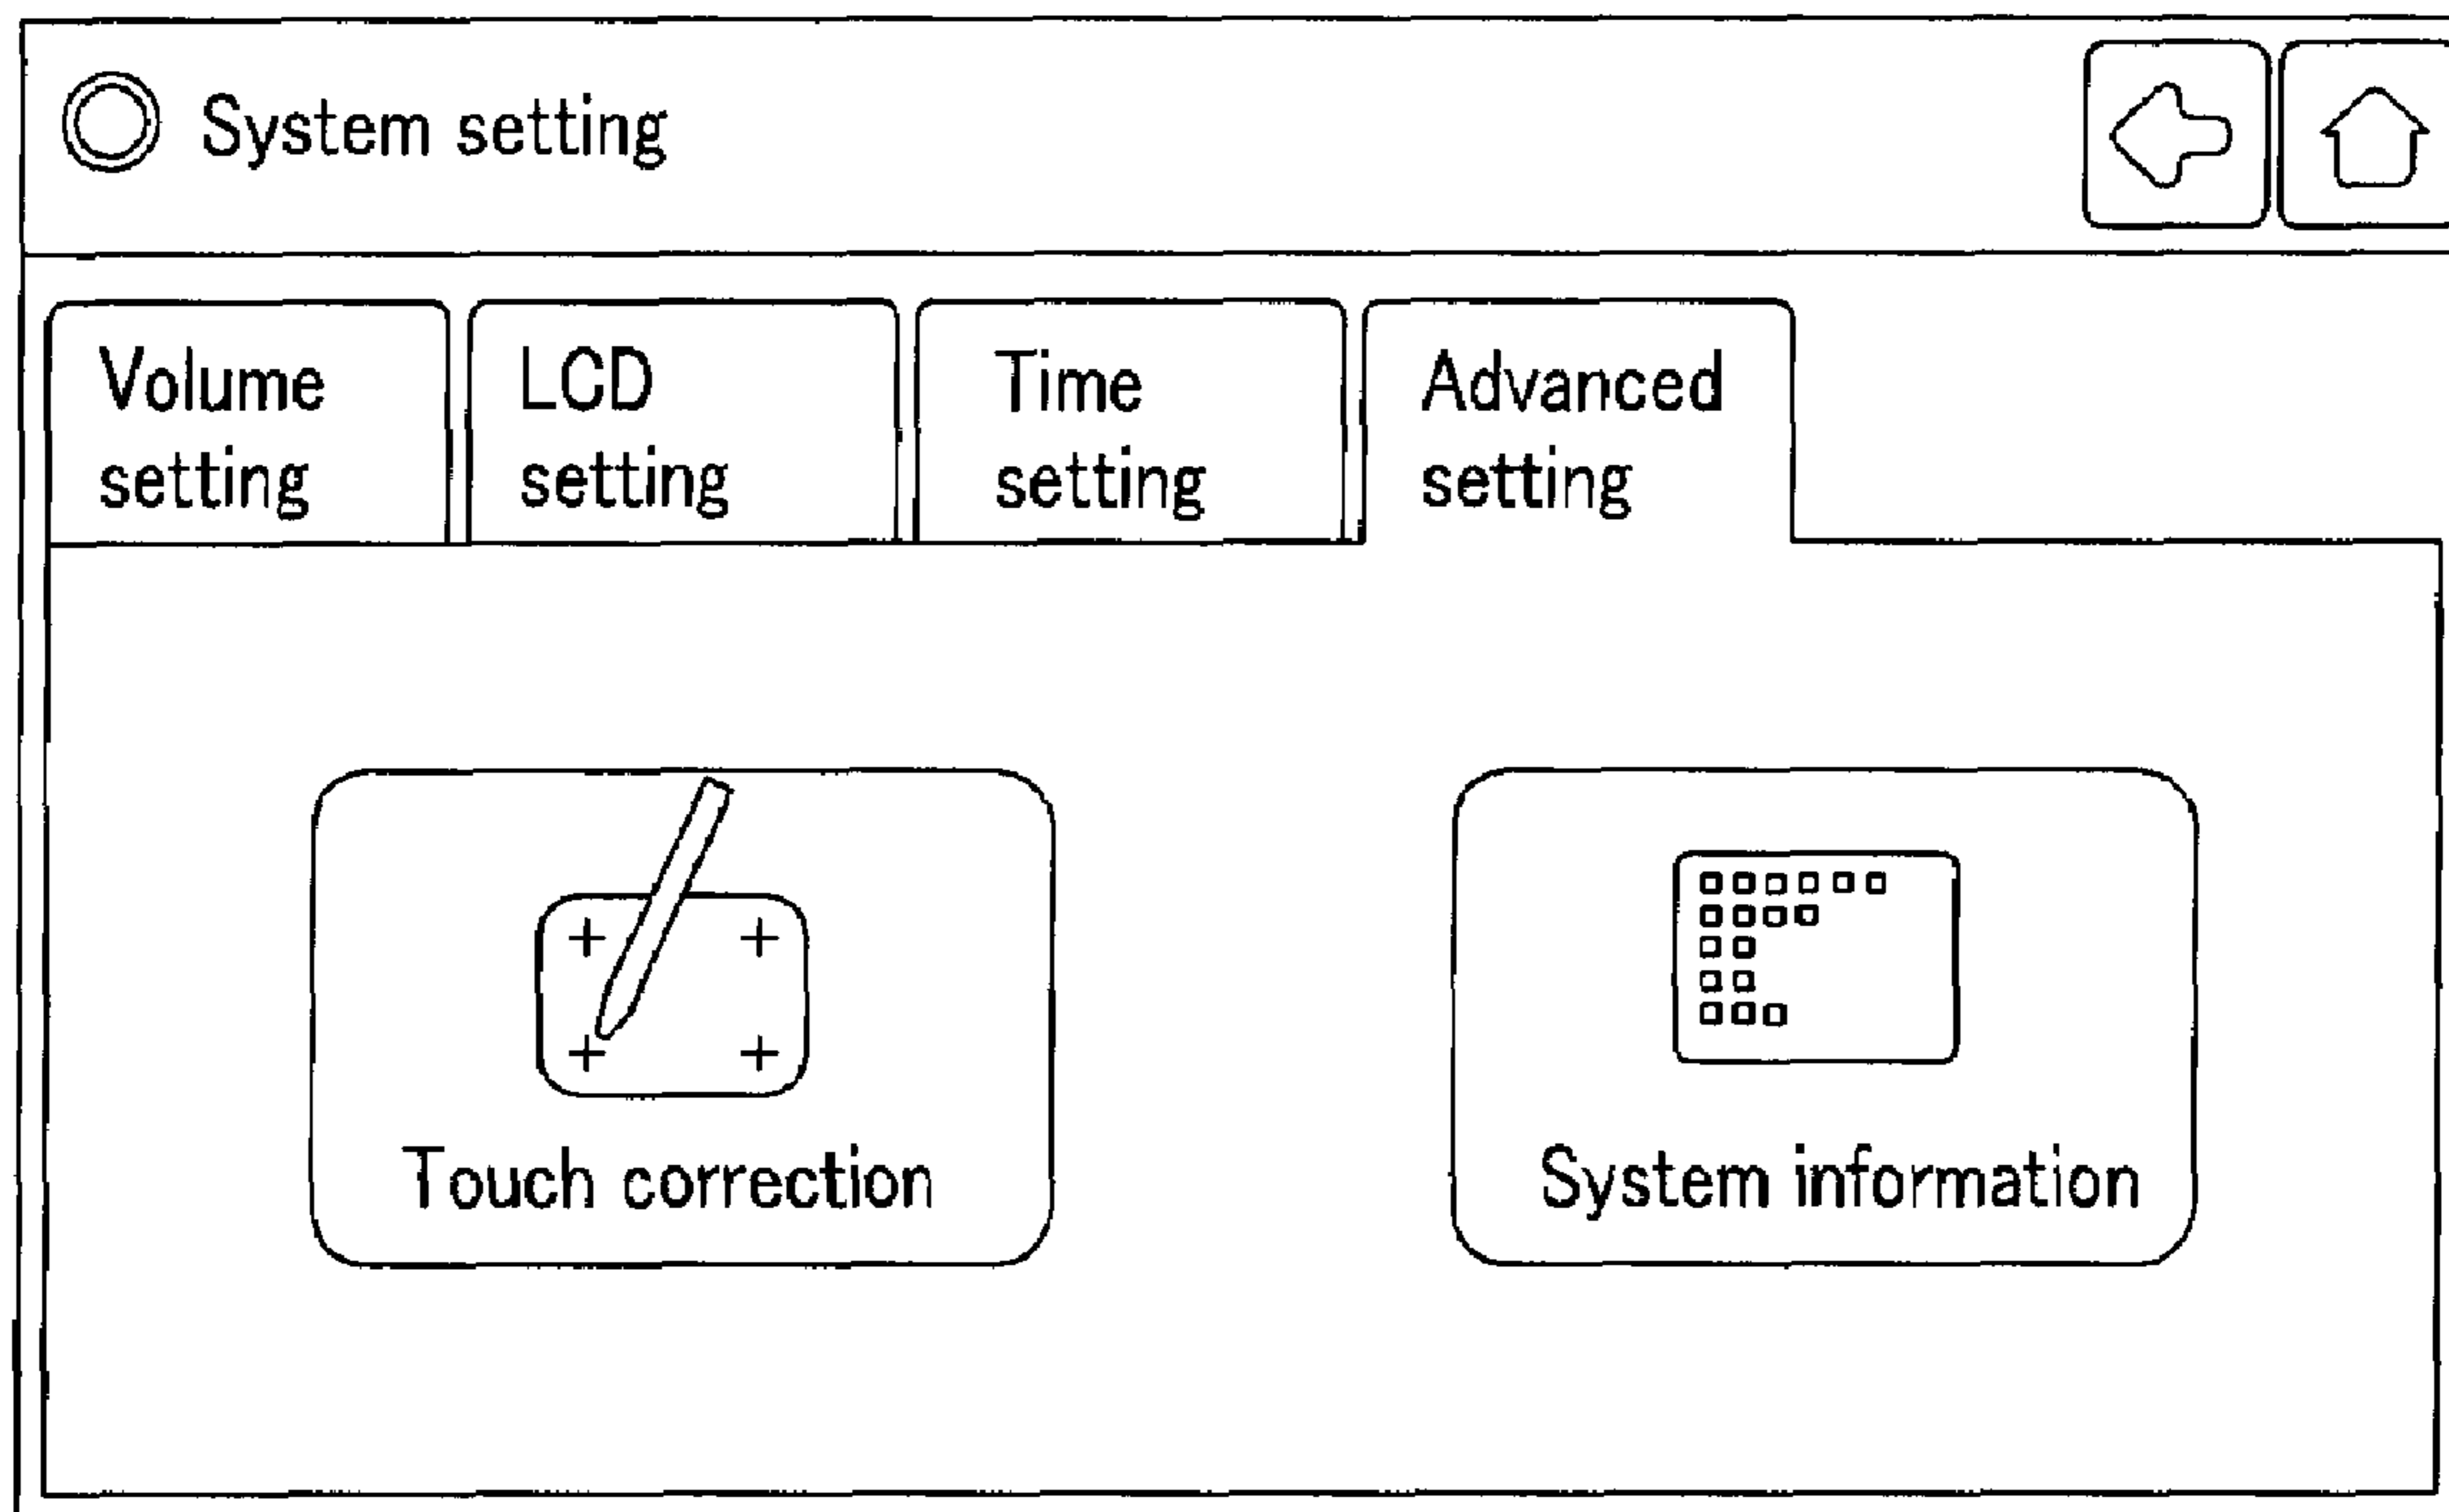 System setting
Volume
setting
LCD
setting
Time
setting
Advanced
setting
Touch correction
System information